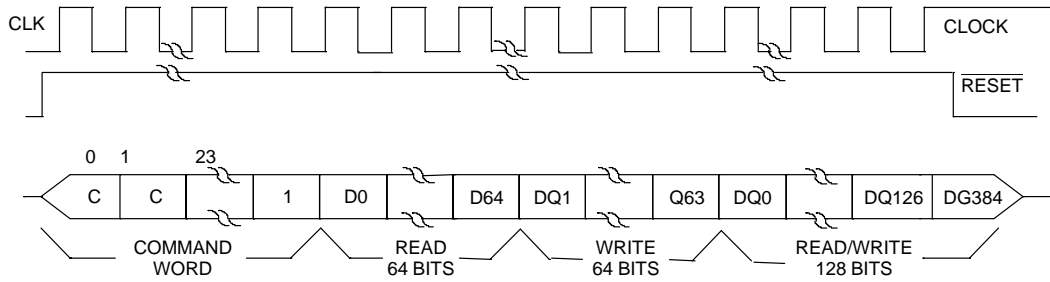 CLK
CLOCK
RESET
0 1 23
C C 1 D0 D64 DQ1 Q63 DQ0 DQ126 DG384
COMMAND WORD
READ 64 BITS
WRITE 64 BITS
READ/WRITE 128 BITS